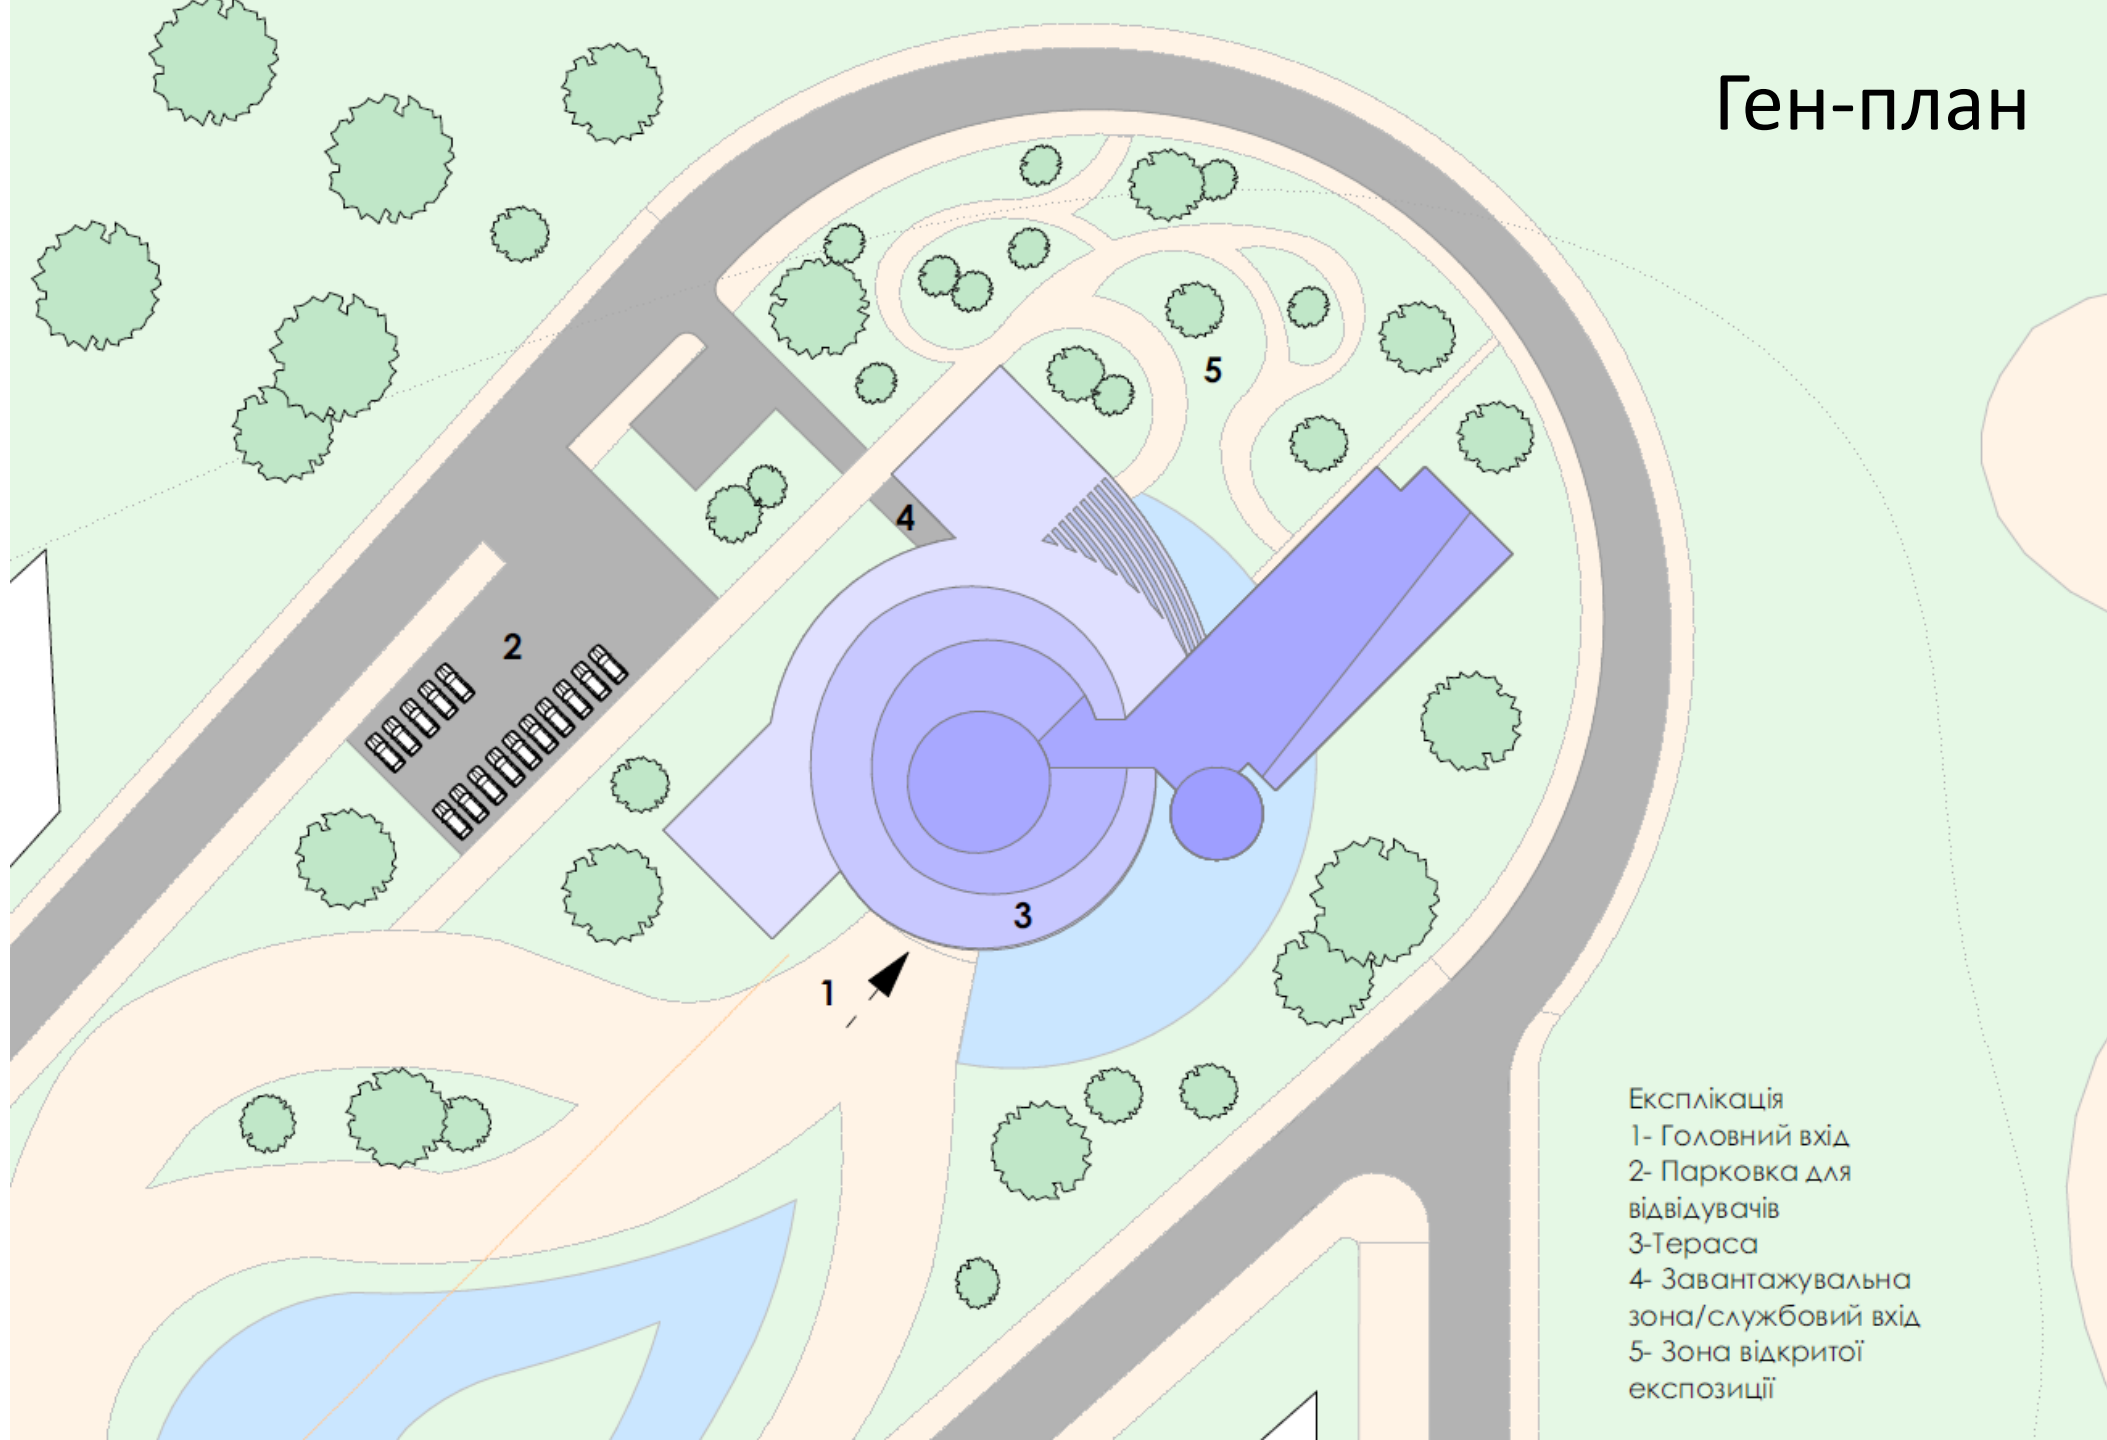 Ген-план
5
4
2
3
1
Експлікація
1- Головний вхід
2- Парковка для
відвідувачів
3-Тераса
4- Завантажувальна
зона/службовий вхід
5- Зона відкритої
експозиції